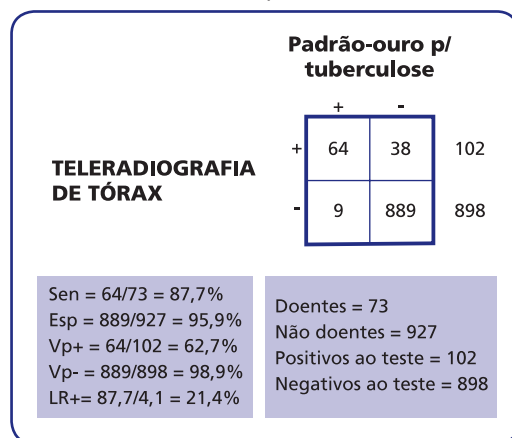 Padrão-ouro p/
tuberculose
+ -
+ 64 38 102
TELERADIOGRAFIA
DE TÓRAX
- 9 889 898
Sen = 64/73 = 87,7%
Esp = 889/927 = 95,9%
Vp+ = 64/102 = 62,7%
Vp- = 889/898 = 98,9%
LR+= 87,7/4,1 = 21,4%
Doentes = 73
Não doentes = 927
Positivos ao teste = 102
Negativos ao teste = 898